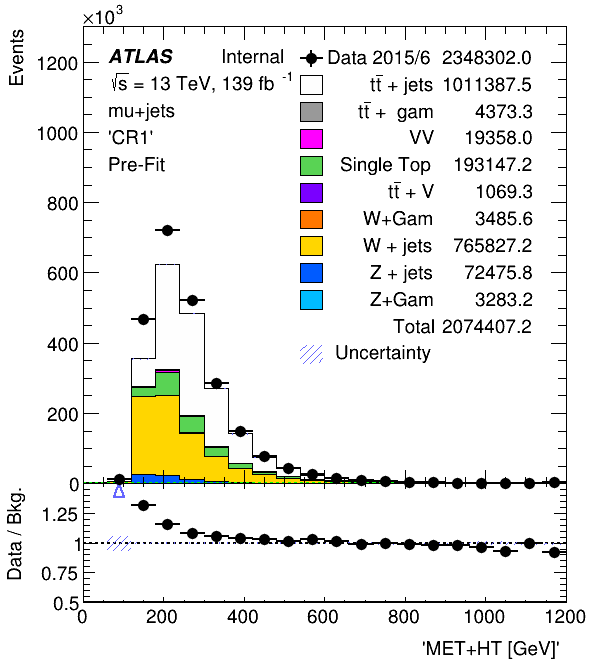 ×10³
Events
ATLAS Internal
√s = 13 TeV, 139 fb⁻¹
mu+jets
'CR1'
Pre-Fit
Data 2015/6 2348302.0
tt̄ + jets 1011387.5
tt̄ + gam 4373.3
VV 19358.0
Single Top 193147.2
tt̄ + V 1069.3
W+Gam 3485.6
W + jets 765827.2
Z + jets 72475.8
Z+Gam 3283.2
Total 2074407.2
Uncertainty
1200
1000
800
600
400
200
0
Data / Bkg.
1.25
1
0.75
0.5
0 200 400 600 800 1000 1200
'MET+HT [GeV]'